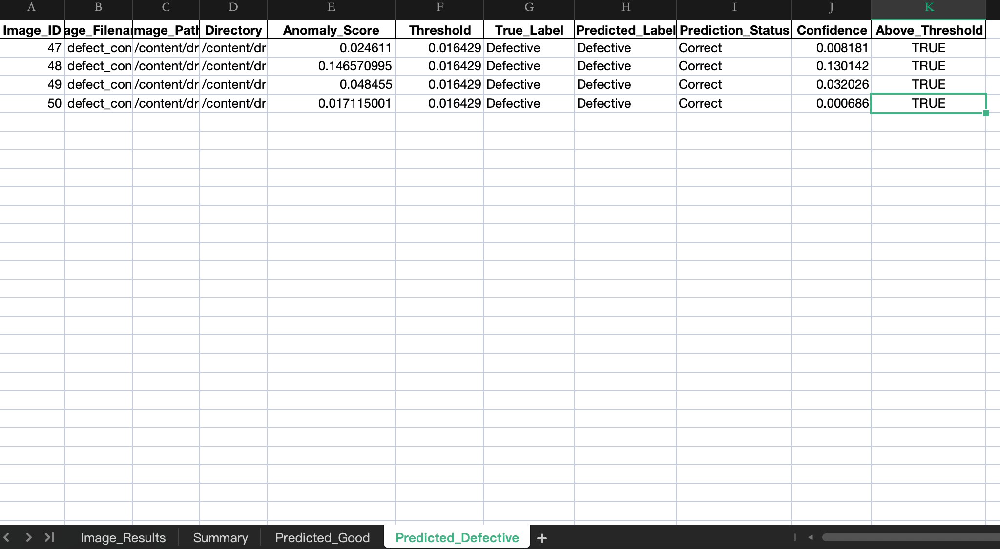 A B C D E F G H I J K
Image_ID age_Filenar mage_Path Directory Anomaly_Score Threshold True_Label Predicted_Label Prediction_Status Confidence Above_Threshold
47 defect_con /content/dr /content/dr 0.024611 0.016429 Defective Defective Correct 0.008181 TRUE
48 defect_con /content/dr /content/dr 0.146570995 0.016429 Defective Defective Correct 0.130142 TRUE
49 defect_con /content/dr /content/dr 0.048455 0.016429 Defective Defective Correct 0.032026 TRUE
50 defect_con /content/dr /content/dr 0.017115001 0.016429 Defective Defective Correct 0.000686 TRUE
Image_Results Summary Predicted_Good Predicted_Defective +